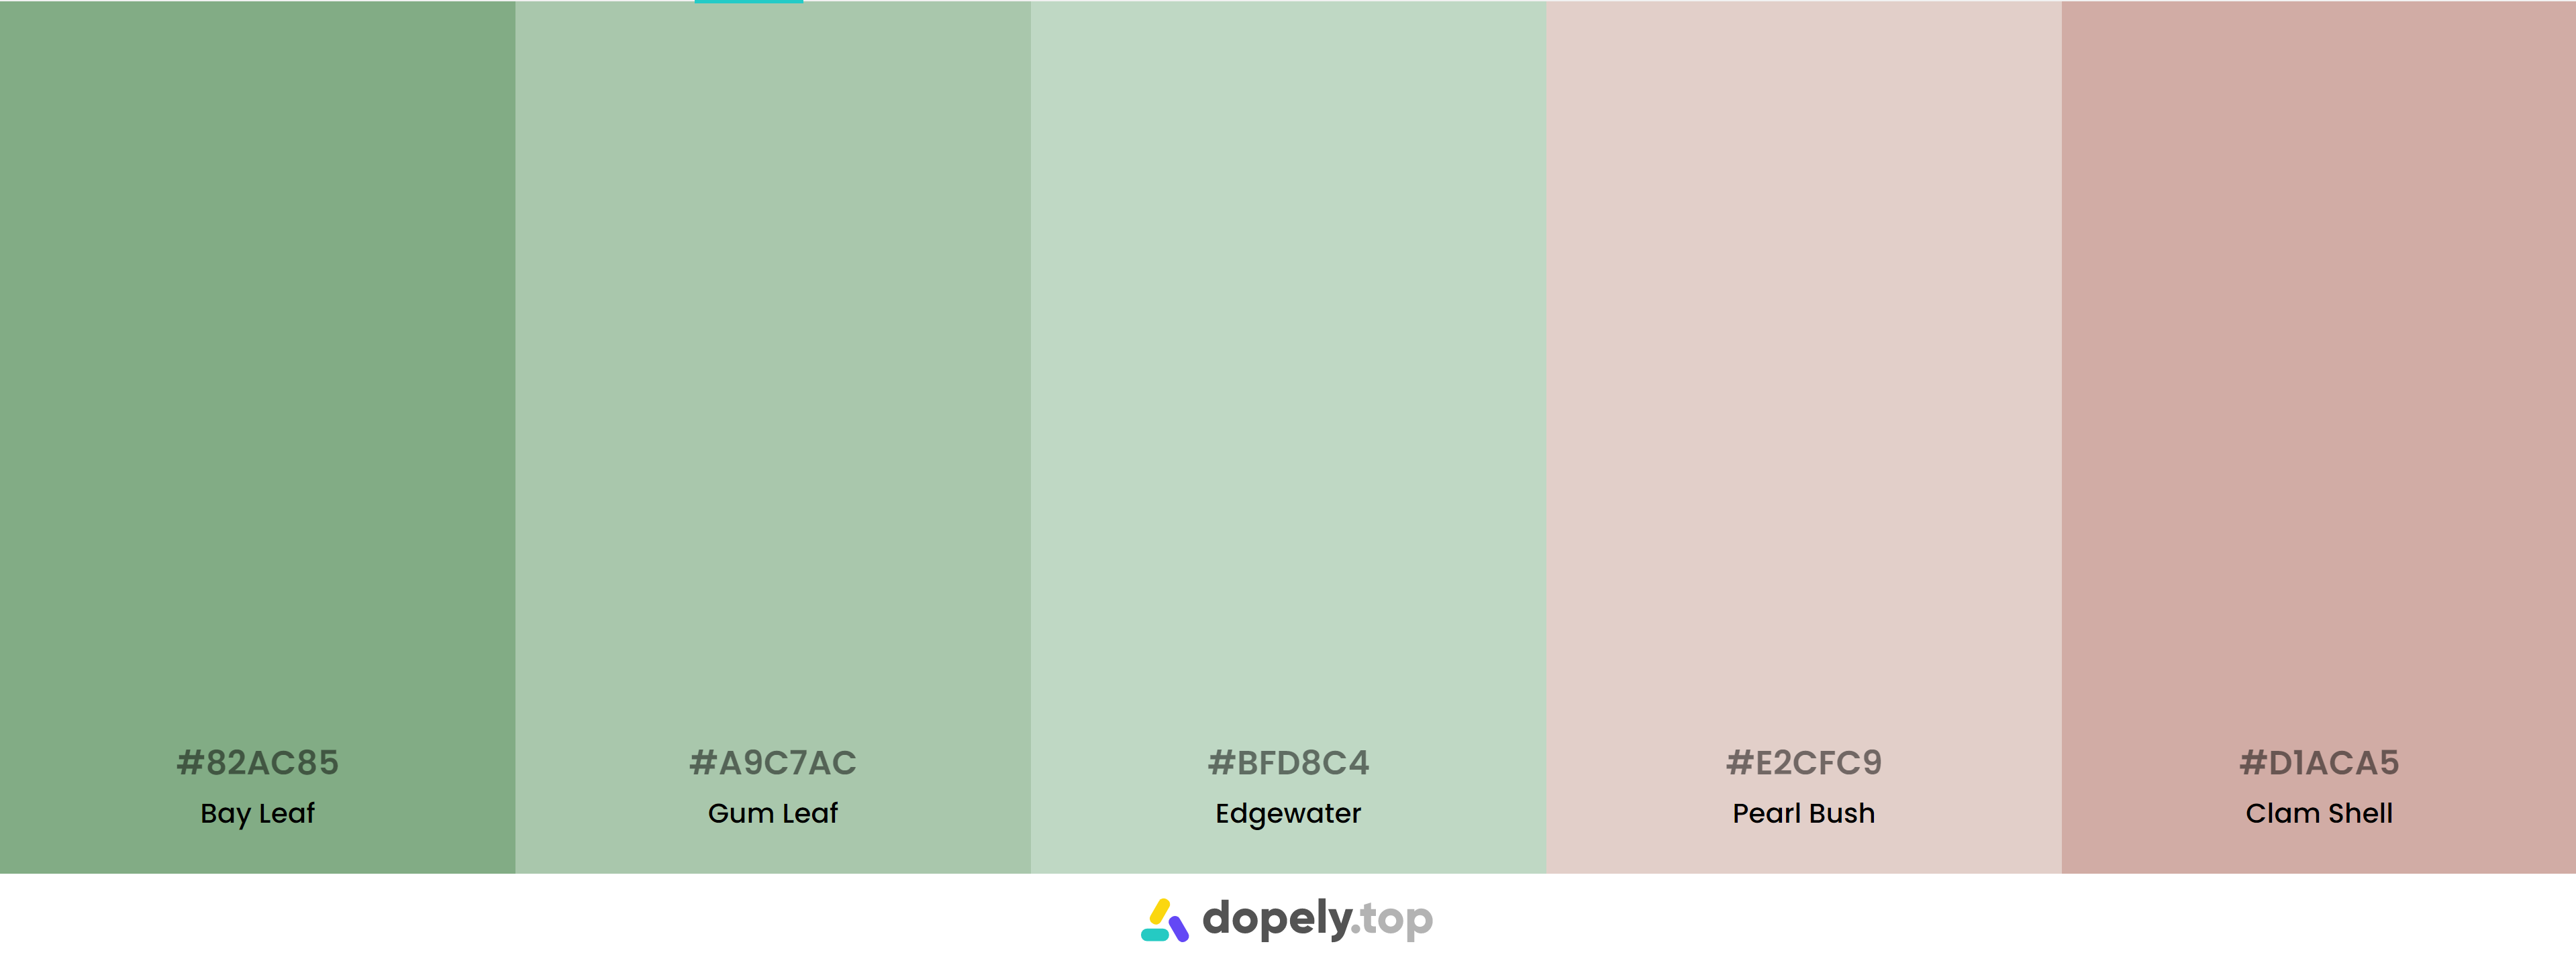 #82AC85
Bay Leaf
#A9C7AC
Gum Leaf
#BFD8C4
Edgewater
#E2CFC9
Pearl Bush
#D1ACA5
Clam Shell
dopely.top